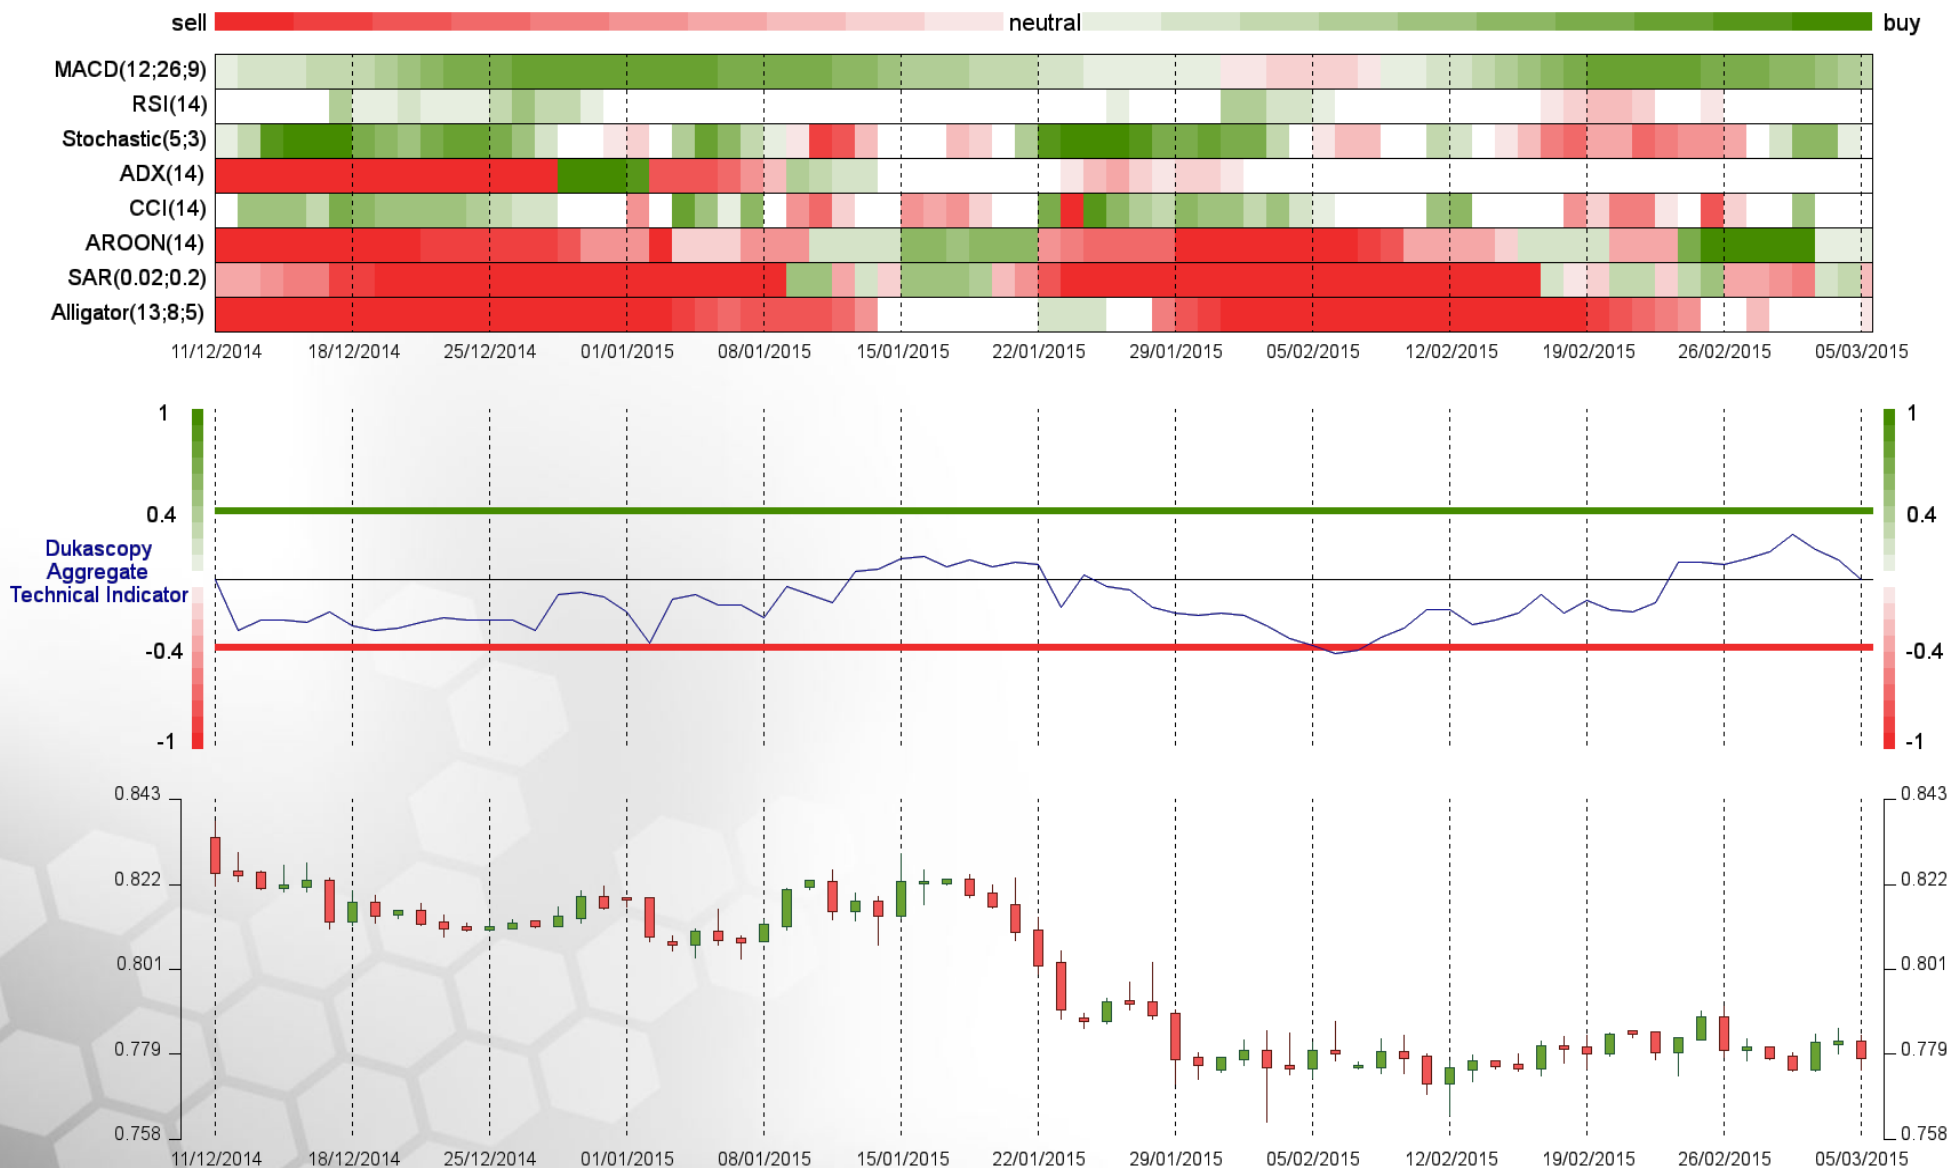 sell neutral buy
MACD(12;26;9)
RSI(14)
Stochastic(5;3)
ADX(14)
CCI(14)
AROON(14)
SAR(0.02;0.2)
Alligator(13;8;5)
11/12/2014 18/12/2014 25/12/2014 01/01/2015 08/01/2015 15/01/2015 22/01/2015 29/01/2015 05/02/2015 12/02/2015 19/02/2015 26/02/2015 05/03/2015
1 1
0.4 0.4
Dukascopy
Aggregate
Technical Indicator
-0.4 -0.4
-1 -1
0.843 0.843
0.822 0.822
0.801 0.801
0.779 0.779
0.758 0.758
11/12/2014 18/12/2014 25/12/2014 01/01/2015 08/01/2015 15/01/2015 22/01/2015 29/01/2015 05/02/2015 12/02/2015 19/02/2015 26/02/2015 05/03/2015